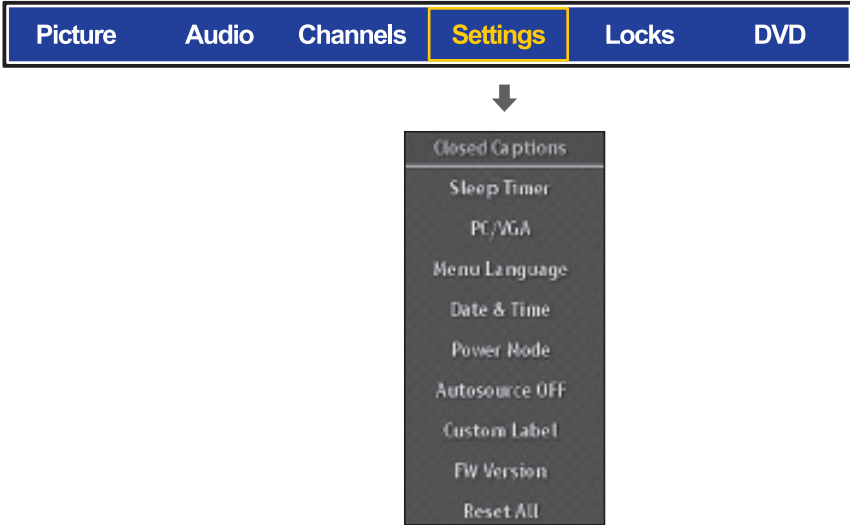 Picture Audio Channels Settings Locks DVD
Closed Captions
Sleep Timer
PC/VGA
Menu Language
Date & Time
Power Mode
Autosource OFF
Custom Label
FW Version
Reset All